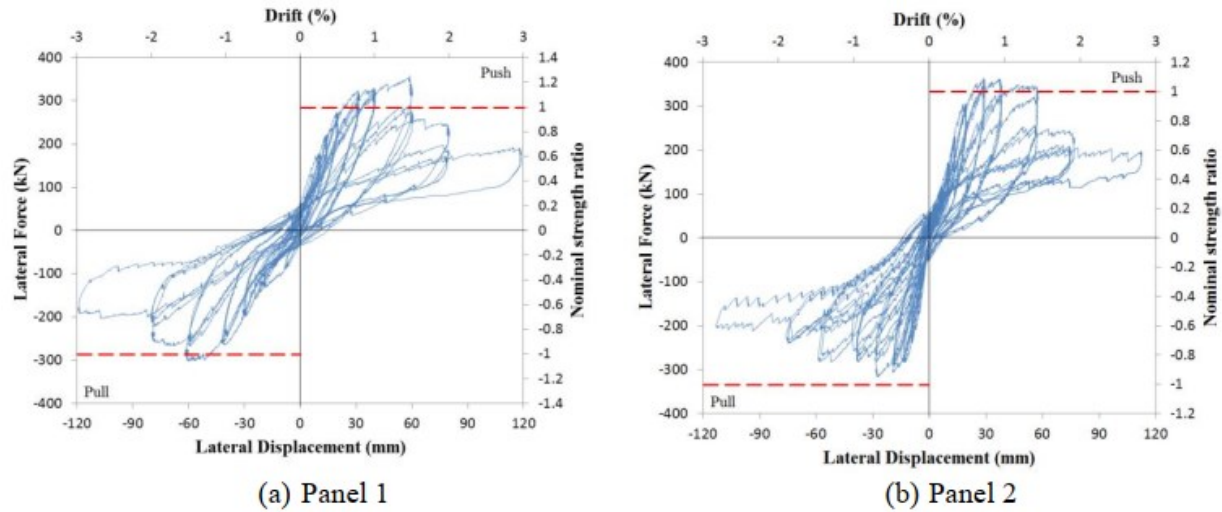 Drift (%)
-3 -2 -1 0 1 2 3
400
300
200
100
0
-100
-200
-300
-400
Lateral Force (kN)
1.4
1.2
1
0.8
0.6
0.4
0.2
0
-0.2
-0.4
-0.6
-0.8
-1
-1.2
-1.4
Nominal strength ratio
Push
Pull
-120 -90 -60 -30 0 30 60 90 120
Lateral Displacement (mm)
(a) Panel 1
Drift (%)
-3 -2 -1 0 1 2 3
400
300
200
100
0
-100
-200
-300
-400
Lateral Force (kN)
1.2
1
0.8
0.6
0.4
0.2
0
-0.2
-0.4
-0.6
-0.8
-1
-1.2
Nominal strength ratio
Push
Pull
-120 -90 -60 -30 0 30 60 90 120
Lateral Displacement (mm)
(b) Panel 2